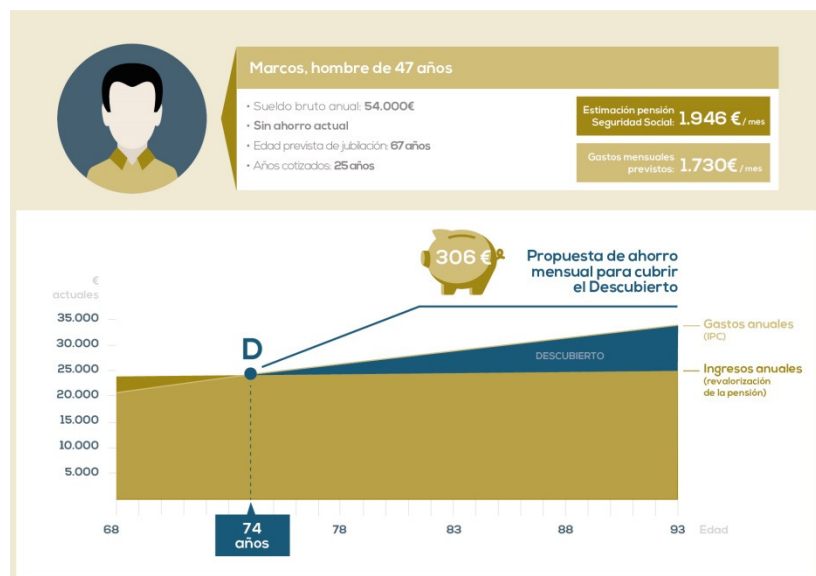 Marcos, hombre de 47 años
• Sueldo bruto anual: 54.000€
• Sin ahorro actual
• Edad prevista de jubilación: 67 años
• Años cotizados: 25 años
Estimación pensión
Seguridad Social: 1.946 €/mes
Gastos mensuales
previstos: 1.730€/mes
306 €
Propuesta de ahorro
mensual para cubrir
el Descubierto
€
actuales
35.000
30.000
25.000
20.000
15.000
10.000
5.000
D
DESCUBIERTO
Gastos anuales
(IPC)
Ingresos anuales
(revalorización
de la pensión)
68
74
años
78
83
88
93
Edad